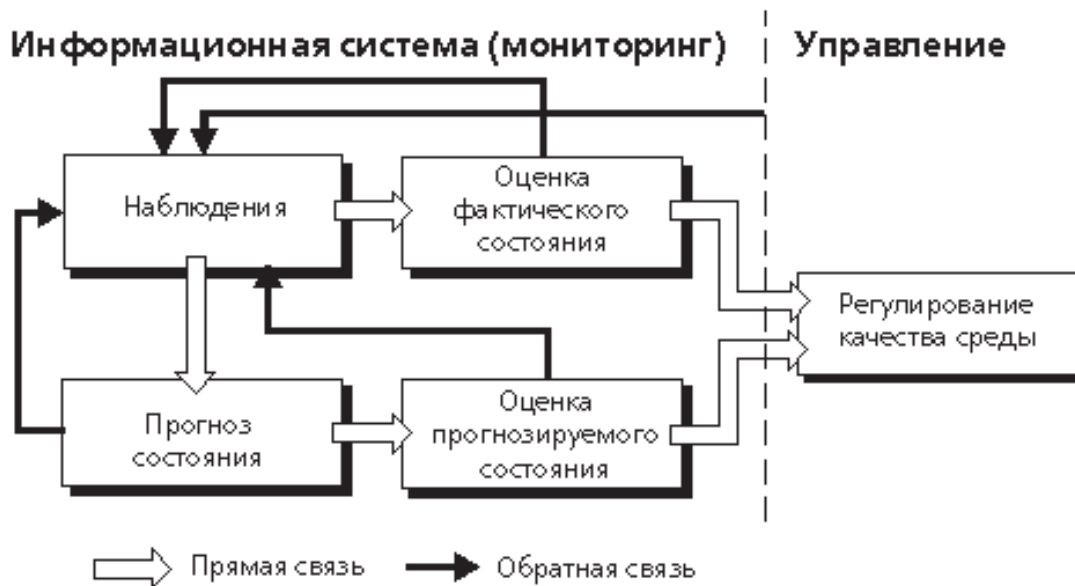 Информационная система (мониторинг)
Управление
Наблюдения
Оценка
фактического
состояния
Регулирование
качества среды
Прогноз
состояния
Оценка
прогнозируемого
состояния
Прямая связь
Обратная связь